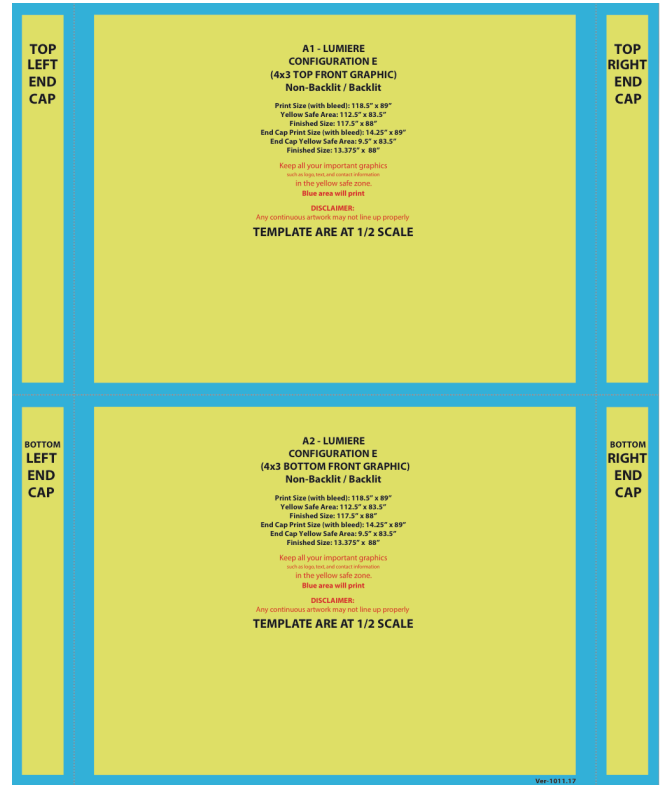 TOP
LEFT
END
CAP
A1 - LUMIERE
CONFIGURATION E
(4x3 TOP FRONT GRAPHIC)
Non-Backlit / Backlit
Print Size (with bleed): 118.5” x 89”
Yellow Safe Area: 112.5” x 83.5”
Finished Size: 117.5” x 88”
End Cap Print Size (with bleed): 14.25” x 89”
End Cap Yellow Safe Area: 9.5” x 83.5”
Finished Size: 13.375” x  88”
Keep all your important graphics
such as logo, text, and contact information
in the yellow safe zone.
Blue area will print
DISCLAIMER:
Any continuous artwork may not line up properly
TEMPLATE ARE AT 1/2 SCALE
TOP
RIGHT
END
CAP
BOTTOM
LEFT
END
CAP
A2 - LUMIERE
CONFIGURATION E
(4x3 BOTTOM FRONT GRAPHIC)
Non-Backlit / Backlit
Print Size (with bleed): 118.5” x 89”
Yellow Safe Area: 112.5” x 83.5”
Finished Size: 117.5” x 88”
End Cap Print Size (with bleed): 14.25” x 89”
End Cap Yellow Safe Area: 9.5” x 83.5”
Finished Size: 13.375” x  88”
Keep all your important graphics
such as logo, text, and contact information
in the yellow safe zone.
Blue area will print
DISCLAIMER:
Any continuous artwork may not line up properly
TEMPLATE ARE AT 1/2 SCALE
BOTTOM
RIGHT
END
CAP
Ver-1011.17